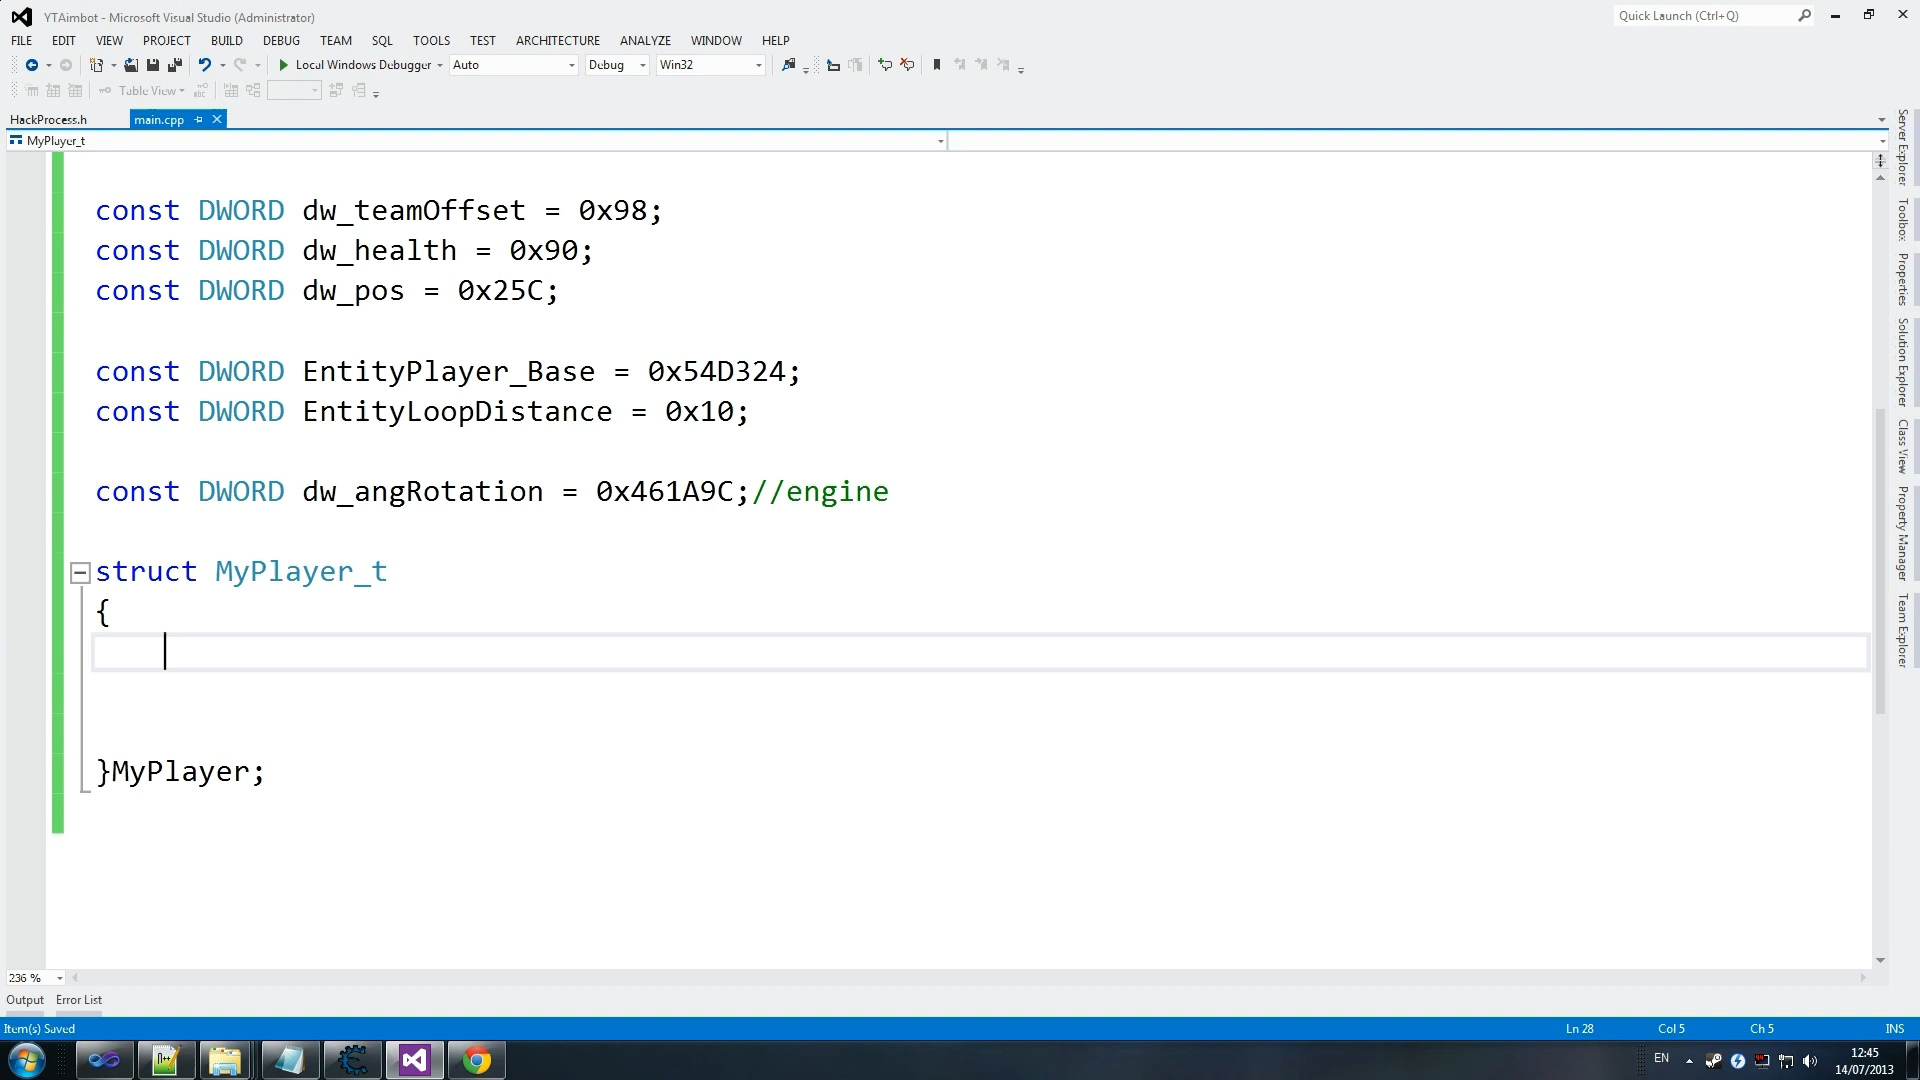 YTAimbot - Microsoft Visual Studio (Administrator)
Quick Launch (Ctrl+Q)
FILE EDIT VIEW PROJECT BUILD DEBUG TEAM SQL TOOLS TEST ARCHITECTURE ANALYZE WINDOW HELP
Local Windows Debugger Auto Debug Win32
Table View
HackProcess.h main.cpp
MyPlayer_t
const DWORD dw_teamOffset = 0x98;
const DWORD dw_health = 0x90;
const DWORD dw_pos = 0x25C;
const DWORD EntityPlayer_Base = 0x54D324;
const DWORD EntityLoopDistance = 0x10;
const DWORD dw_angRotation = 0x461A9C;//engine
struct MyPlayer_t
{
}MyPlayer;
Server Explorer
Toolbox
Properties
Solution Explorer
Class View
Property Manager
Team Explorer
236 %
Output Error List
Item(s) Saved Ln 28 Col 5 Ch 5 INS
EN
12:45
14/07/2013